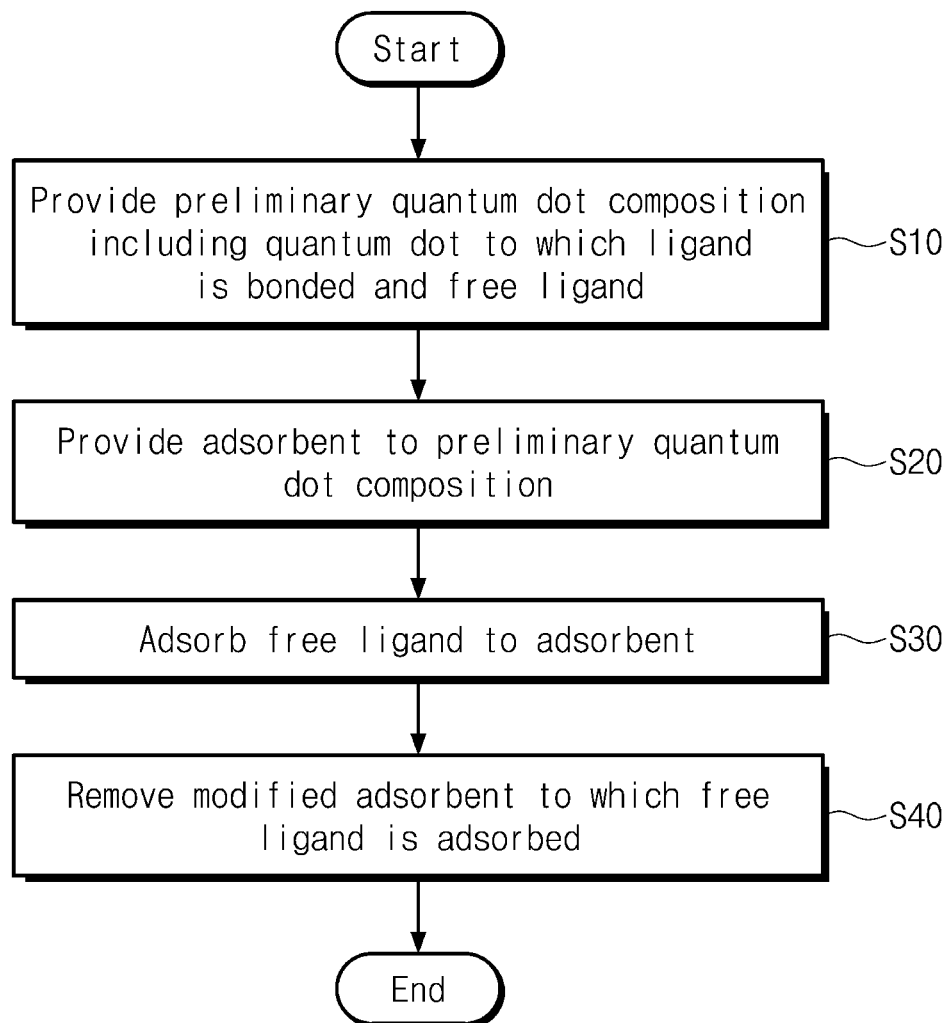 Start
Provide preliminary quantum dot composition
including quantum dot to which ligand
is bonded and free ligand
S10
Provide adsorbent to preliminary quantum
dot composition
S20
Adsorb free ligand to adsorbent
S30
Remove modified adsorbent to which free
ligand is adsorbed
S40
End